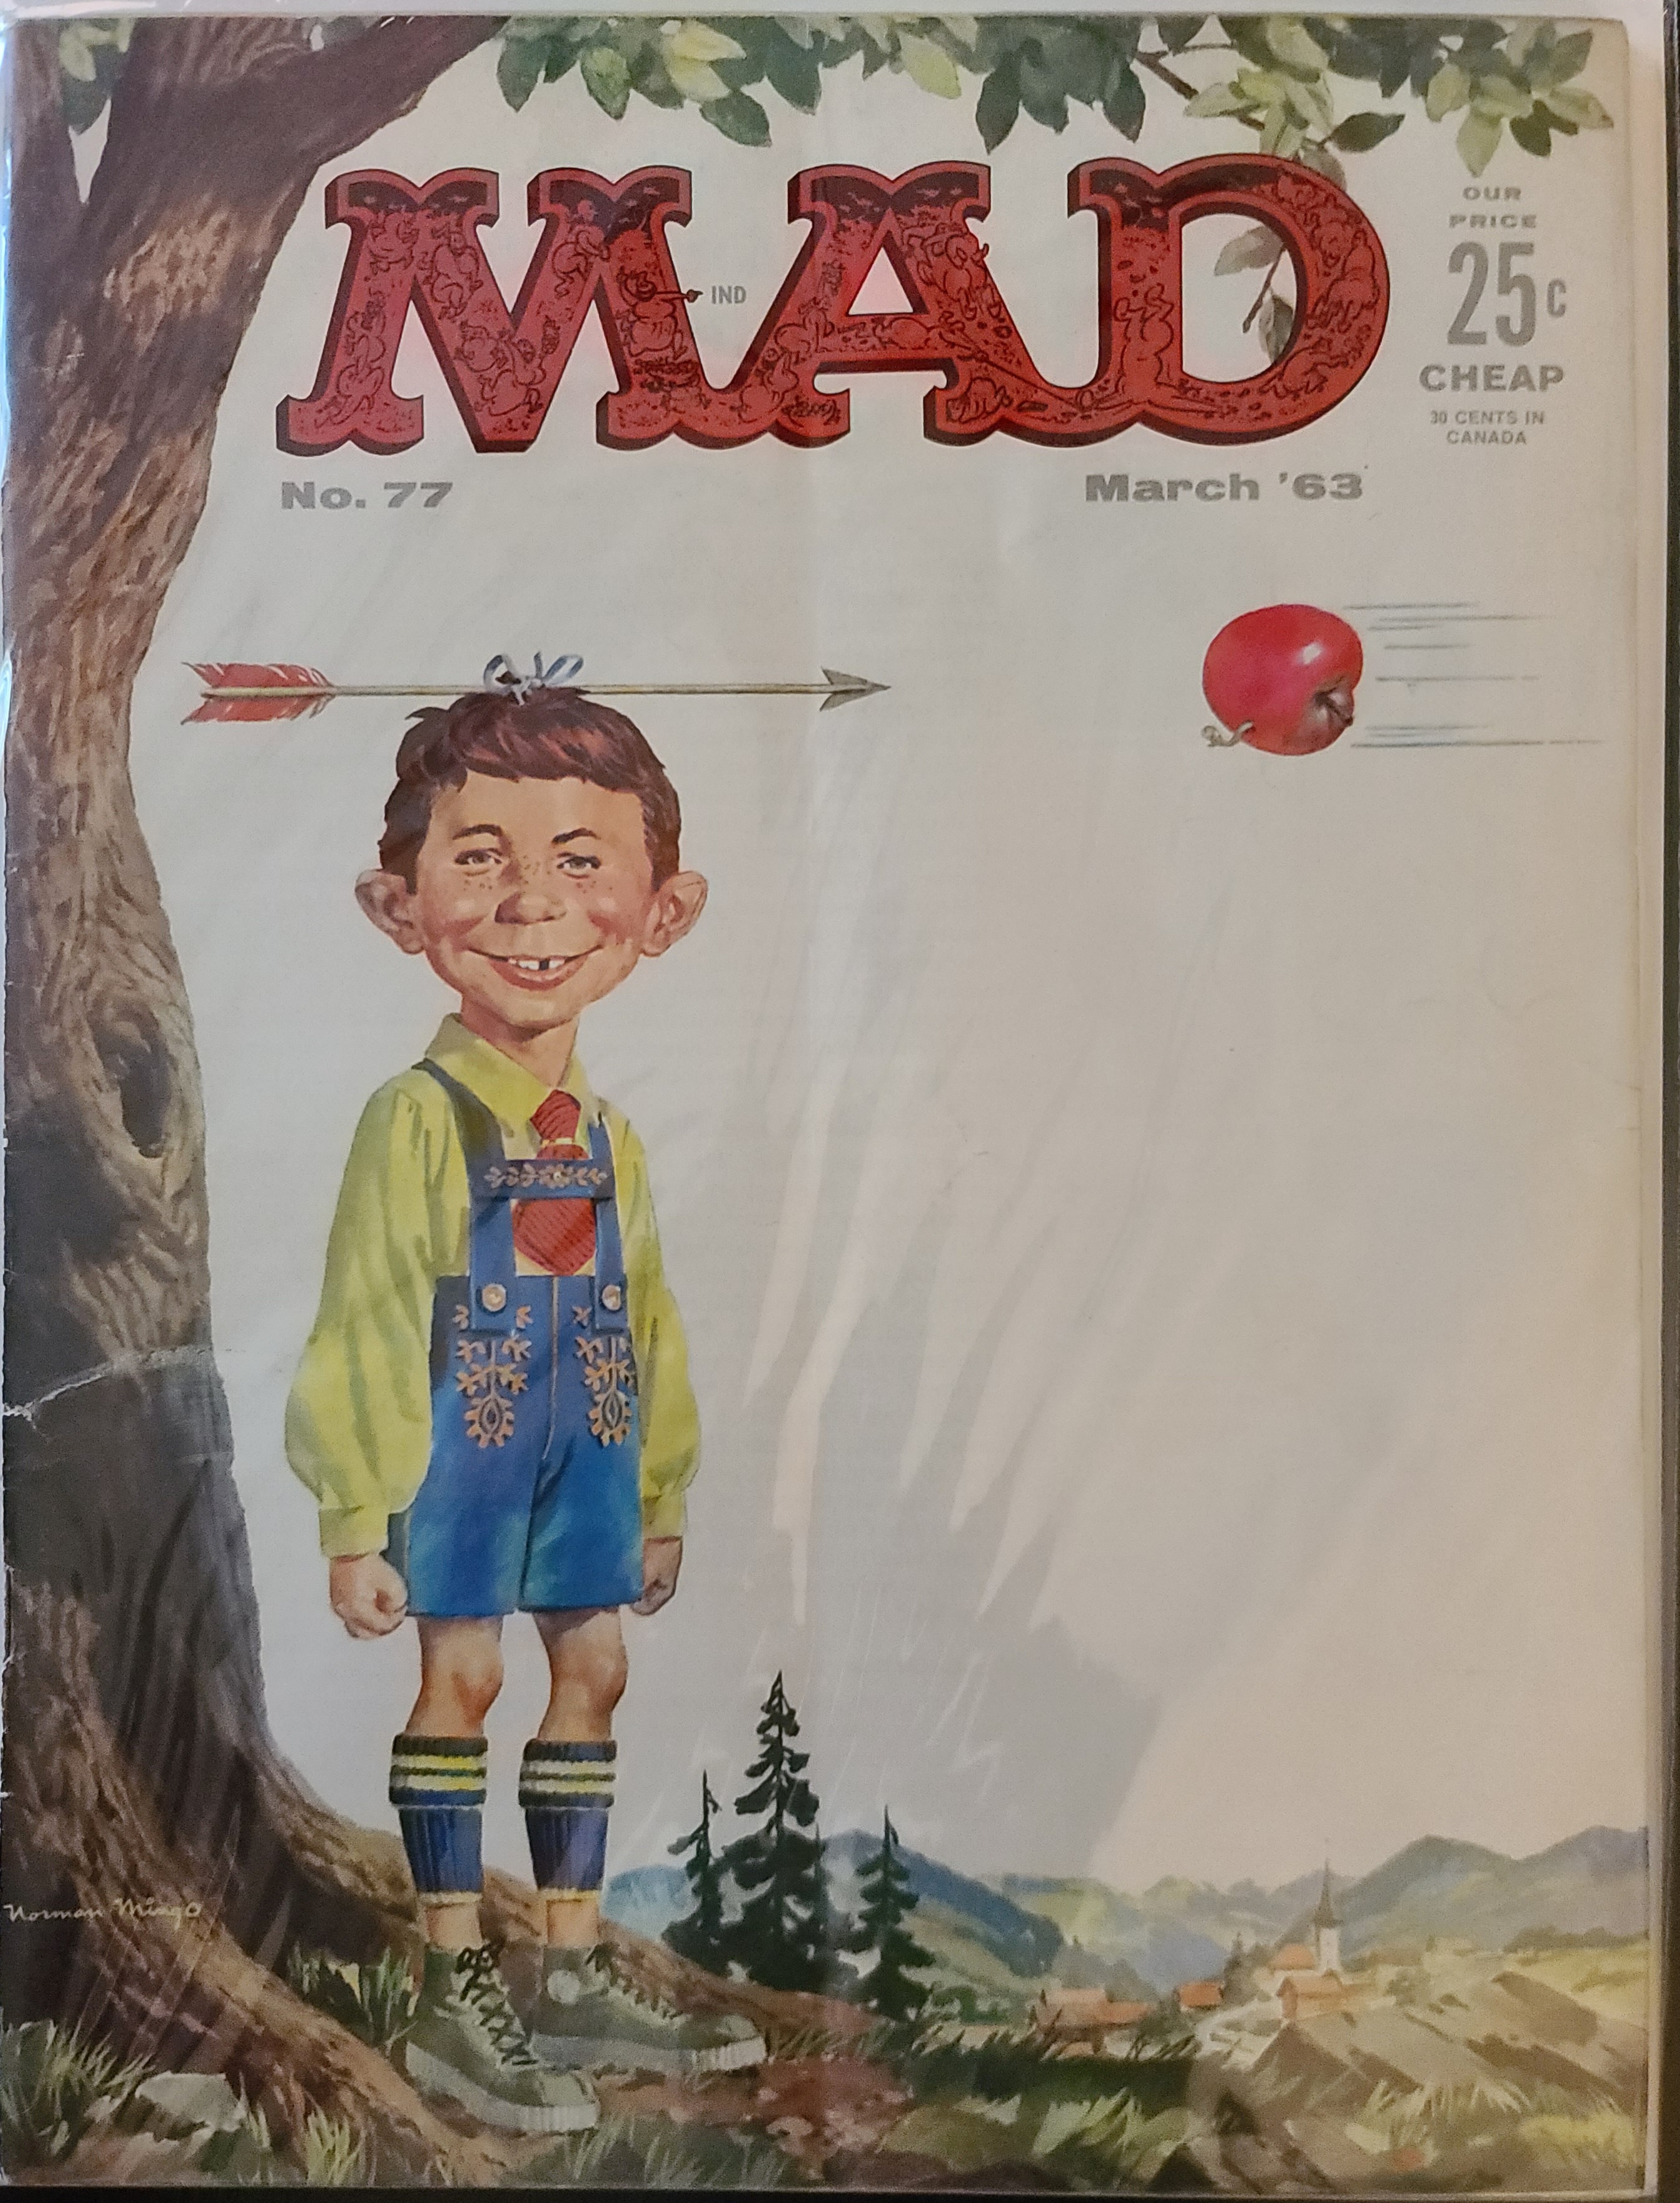 MAD
IND
OUR
PRICE
25c
CHEAP
30 CENTS IN
CANADA
No. 77
March '63
Norman Mingo